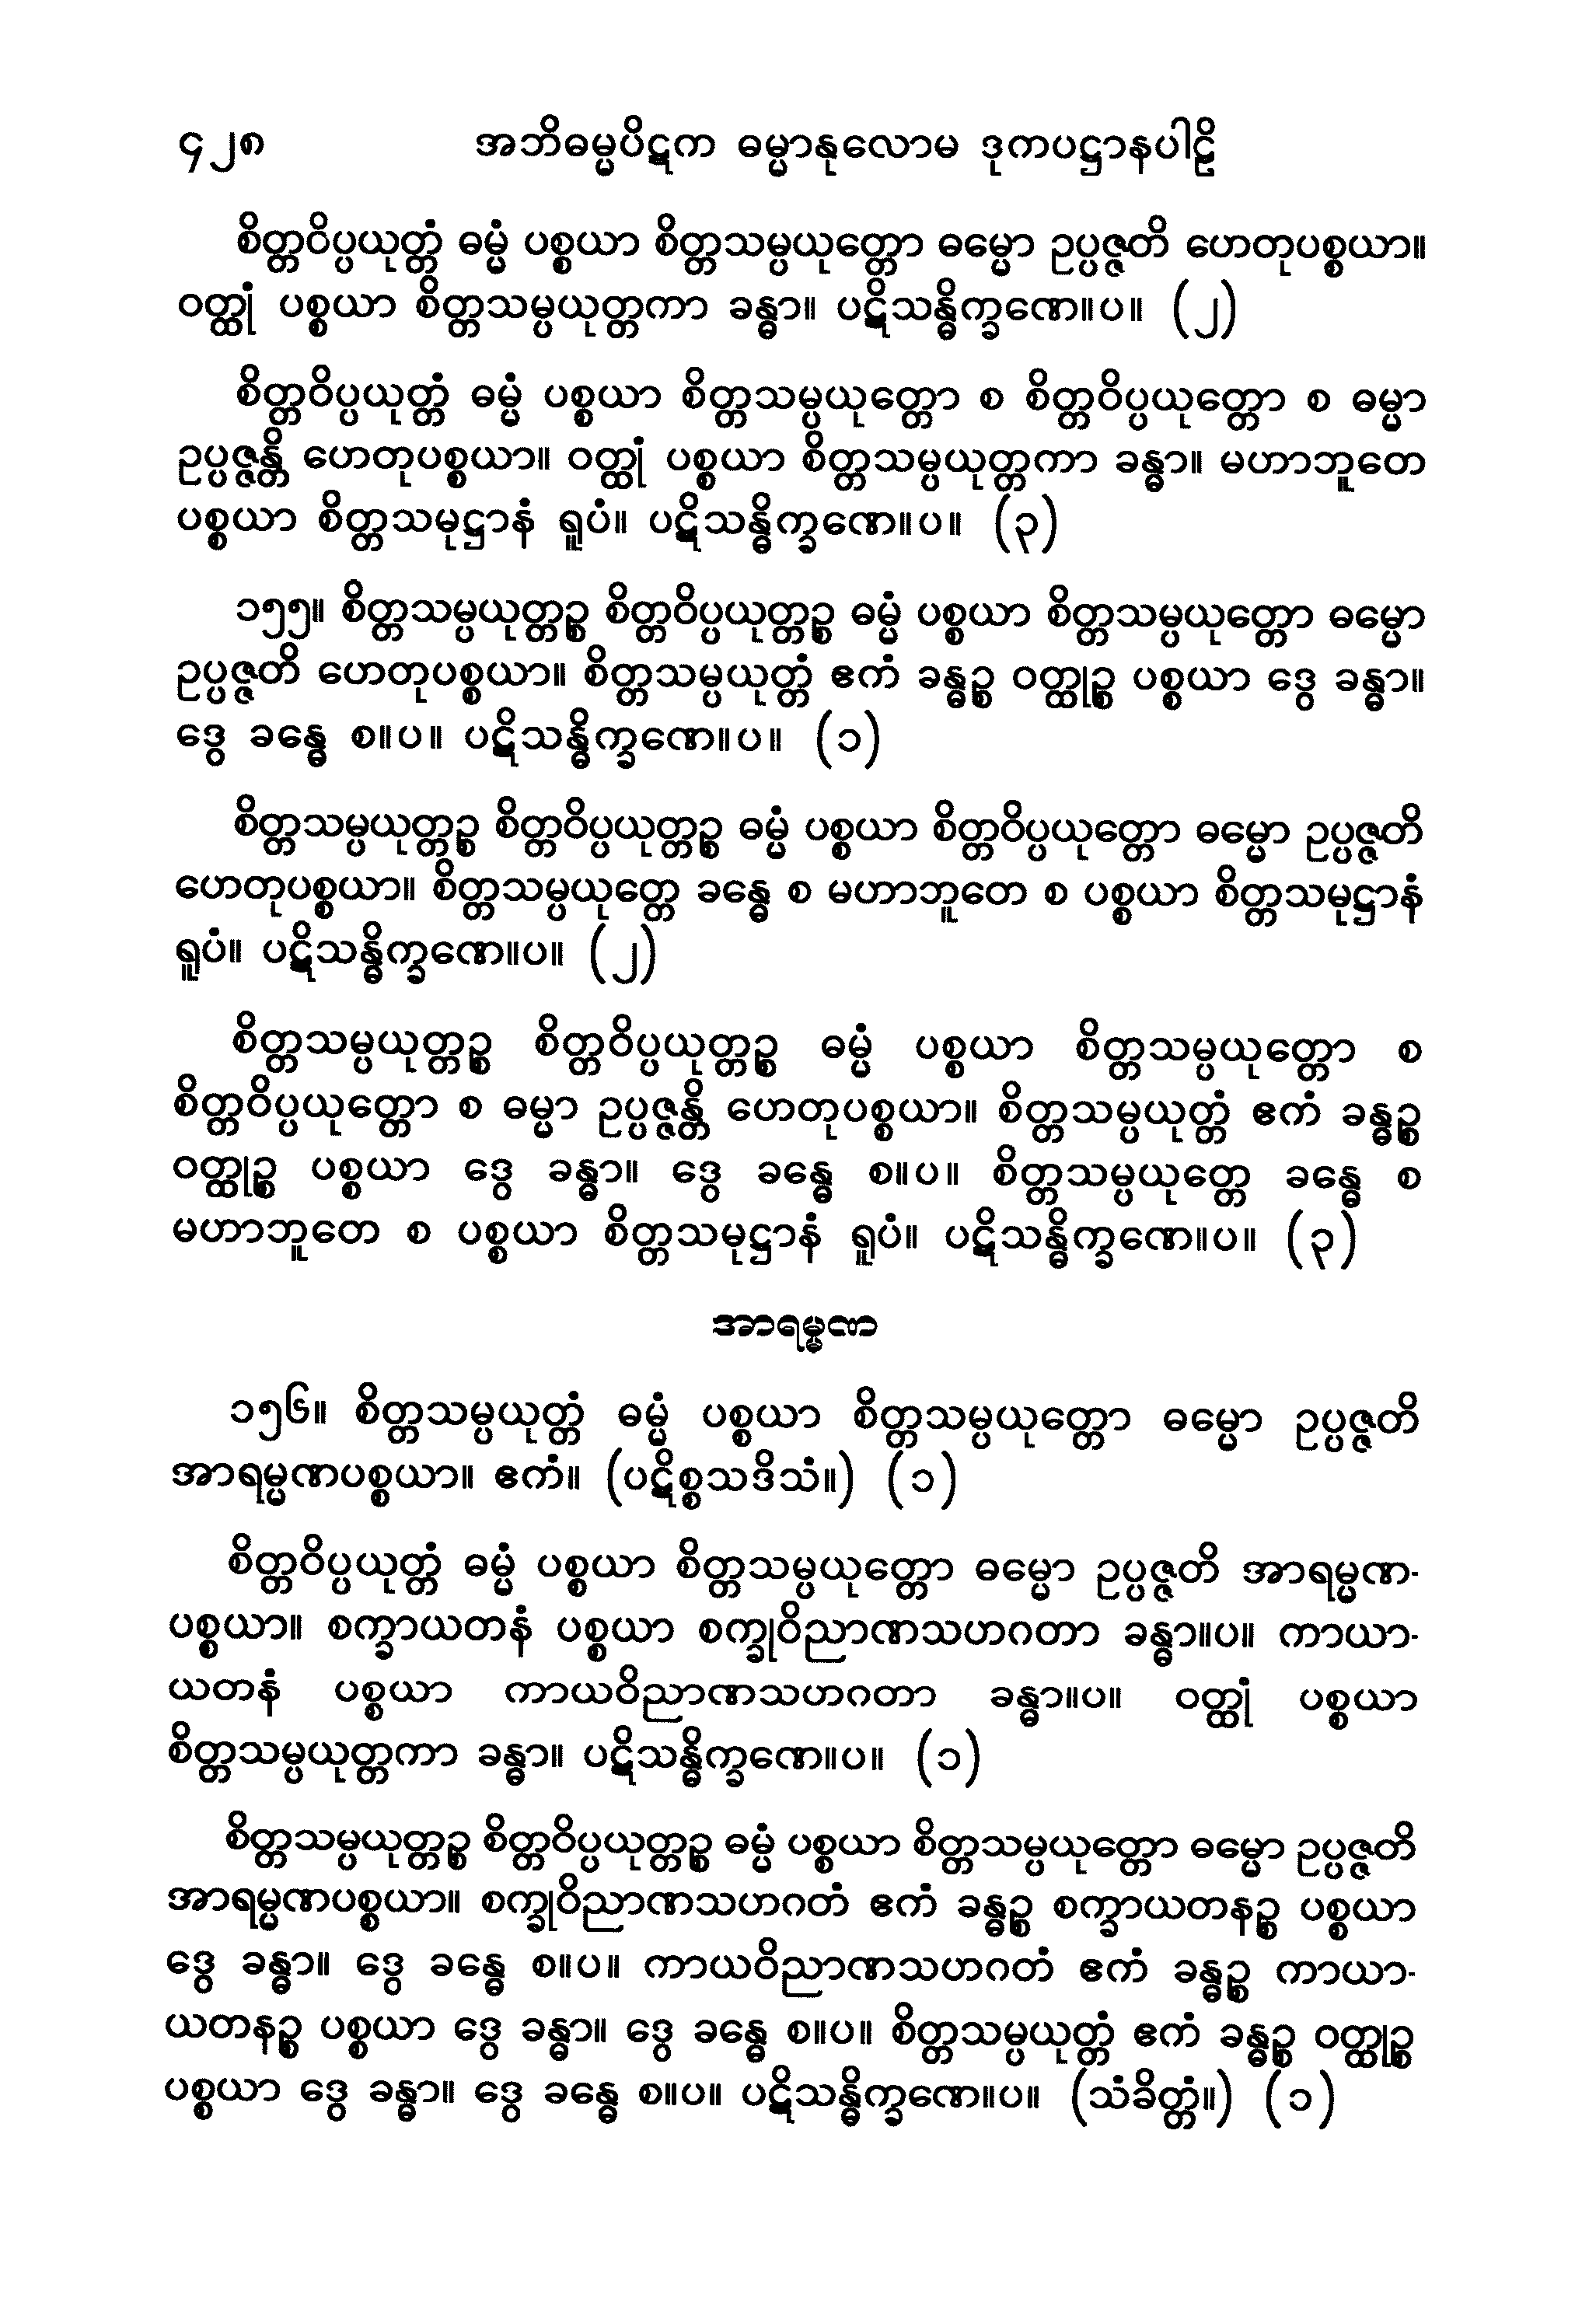 ၄၂၈ အဘိဓမ္မပိဋက ဓမ္မာနုလောမ ဒုကပဋ္ဌာနပါဠိ
စိတ္တဝိပ္ပယုတ္တံ ဓမ္မံ ပစ္စယာ စိတ္တသမ္ပယုတ္တော ဓမ္မော ဥပ္ပဇ္ဇတိ ဟေတုပစ္စယာ။
ဝတ္ထုံ ပစ္စယာ စိတ္တသမ္ပယုတ္တကာ ခန္ဓာ။ ပဋိသန္ဓိက္ခဏေ။ပ။ (၂)
စိတ္တဝိပ္ပယုတ္တံ ဓမ္မံ ပစ္စယာ စိတ္တသမ္ပယုတ္တော စ စိတ္တဝိပ္ပယုတ္တော စ ဓမ္မာ
ဥပ္ပဇ္ဇန္တိ ဟေတုပစ္စယာ။ ဝတ္ထုံ ပစ္စယာ စိတ္တသမ္ပယုတ္တကာ ခန္ဓာ။ မဟာဘူတေ
ပစ္စယာ စိတ္တသမုဋ္ဌာနံ ရူပံ။ ပဋိသန္ဓိက္ခဏေ။ပ။ (၃)
၁၅၅။ စိတ္တသမ္ပယုတ္တဉ္စ စိတ္တဝိပ္ပယုတ္တဉ္စ ဓမ္မံ ပစ္စယာ စိတ္တသမ္ပယုတ္တော ဓမ္မော
ဥပ္ပဇ္ဇတိ ဟေတုပစ္စယာ။ စိတ္တသမ္ပယုတ္တံ ဧကံ ခန္ဓဉ္စ ဝတ္ထုဉ္စ ပစ္စယာ ဒွေ ခန္ဓာ။
ဒွေ ခန္ဓေ စ။ပ။ ပဋိသန္ဓိက္ခဏေ။ပ။ (၁)
စိတ္တသမ္ပယုတ္တဉ္စ စိတ္တဝိပ္ပယုတ္တဉ္စ ဓမ္မံ ပစ္စယာ စိတ္တဝိပ္ပယုတ္တော ဓမ္မော ဥပ္ပဇ္ဇတိ
ဟေတုပစ္စယာ။ စိတ္တသမ္ပယုတ္တေ ခန္ဓေ စ မဟာဘူတေ စ ပစ္စယာ စိတ္တသမုဋ္ဌာနံ
ရူပံ။ ပဋိသန္ဓိက္ခဏေ။ပ။ (၂)
စိတ္တသမ္ပယုတ္တဉ္စ စိတ္တဝိပ္ပယုတ္တဉ္စ ဓမ္မံ ပစ္စယာ စိတ္တသမ္ပယုတ္တော စ
စိတ္တဝိပ္ပယုတ္တော စ ဓမ္မာ ဥပ္ပဇ္ဇန္တိ ဟေတုပစ္စယာ။ စိတ္တသမ္ပယုတ္တံ ဧကံ ခန္ဓဉ္စ
ဝတ္ထုဉ္စ ပစ္စယာ ဒွေ ခန္ဓာ။ ဒွေ ခန္ဓေ စ။ပ။ စိတ္တသမ္ပယုတ္တေ ခန္ဓေ စ
မဟာဘူတေ စ ပစ္စယာ စိတ္တသမုဋ္ဌာနံ ရူပံ။ ပဋိသန္ဓိက္ခဏေ။ပ။ (၃)
အာရမ္မဏ
၁၅၆။ စိတ္တသမ္ပယုတ္တံ ဓမ္မံ ပစ္စယာ စိတ္တသမ္ပယုတ္တော ဓမ္မော ဥပ္ပဇ္ဇတိ
အာရမ္မဏပစ္စယာ။ ဧကံ။ (ပဋိစ္စသဒိသံ။) (၁)
စိတ္တဝိပ္ပယုတ္တံ ဓမ္မံ ပစ္စယာ စိတ္တသမ္ပယုတ္တော ဓမ္မော ဥပ္ပဇ္ဇတိ အာရမ္မဏ-
ပစ္စယာ။ စက္ခာယတနံ ပစ္စယာ စက္ခုဝိညာဏသဟဂတာ ခန္ဓာ။ပ။ ကာယာ-
ယတနံ ပစ္စယာ ကာယဝိညာဏသဟဂတာ ခန္ဓာ။ပ။ ဝတ္ထုံ ပစ္စယာ
စိတ္တသမ္ပယုတ္တကာ ခန္ဓာ။ ပဋိသန္ဓိက္ခဏေ။ပ။ (၁)
စိတ္တသမ္ပယုတ္တဉ္စ စိတ္တဝိပ္ပယုတ္တဉ္စ ဓမ္မံ ပစ္စယာ စိတ္တသမ္ပယုတ္တော ဓမ္မော ဥပ္ပဇ္ဇတိ
အာရမ္မဏပစ္စယာ။ စက္ခုဝိညာဏသဟဂတံ ဧကံ ခန္ဓဉ္စ စက္ခာယတနဉ္စ ပစ္စယာ
ဒွေ ခန္ဓာ။ ဒွေ ခန္ဓေ စ။ပ။ ကာယဝိညာဏသဟဂတံ ဧကံ ခန္ဓဉ္စ ကာယာ-
ယတနဉ္စ ပစ္စယာ ဒွေ ခန္ဓာ။ ဒွေ ခန္ဓေ စ။ပ။ စိတ္တသမ္ပယုတ္တံ ဧကံ ခန္ဓဉ္စ ဝတ္ထုဉ္စ
ပစ္စယာ ဒွေ ခန္ဓာ။ ဒွေ ခန္ဓေ စ။ပ။ ပဋိသန္ဓိက္ခဏေ။ပ။ (သံခိတ္တံ။) (၁)